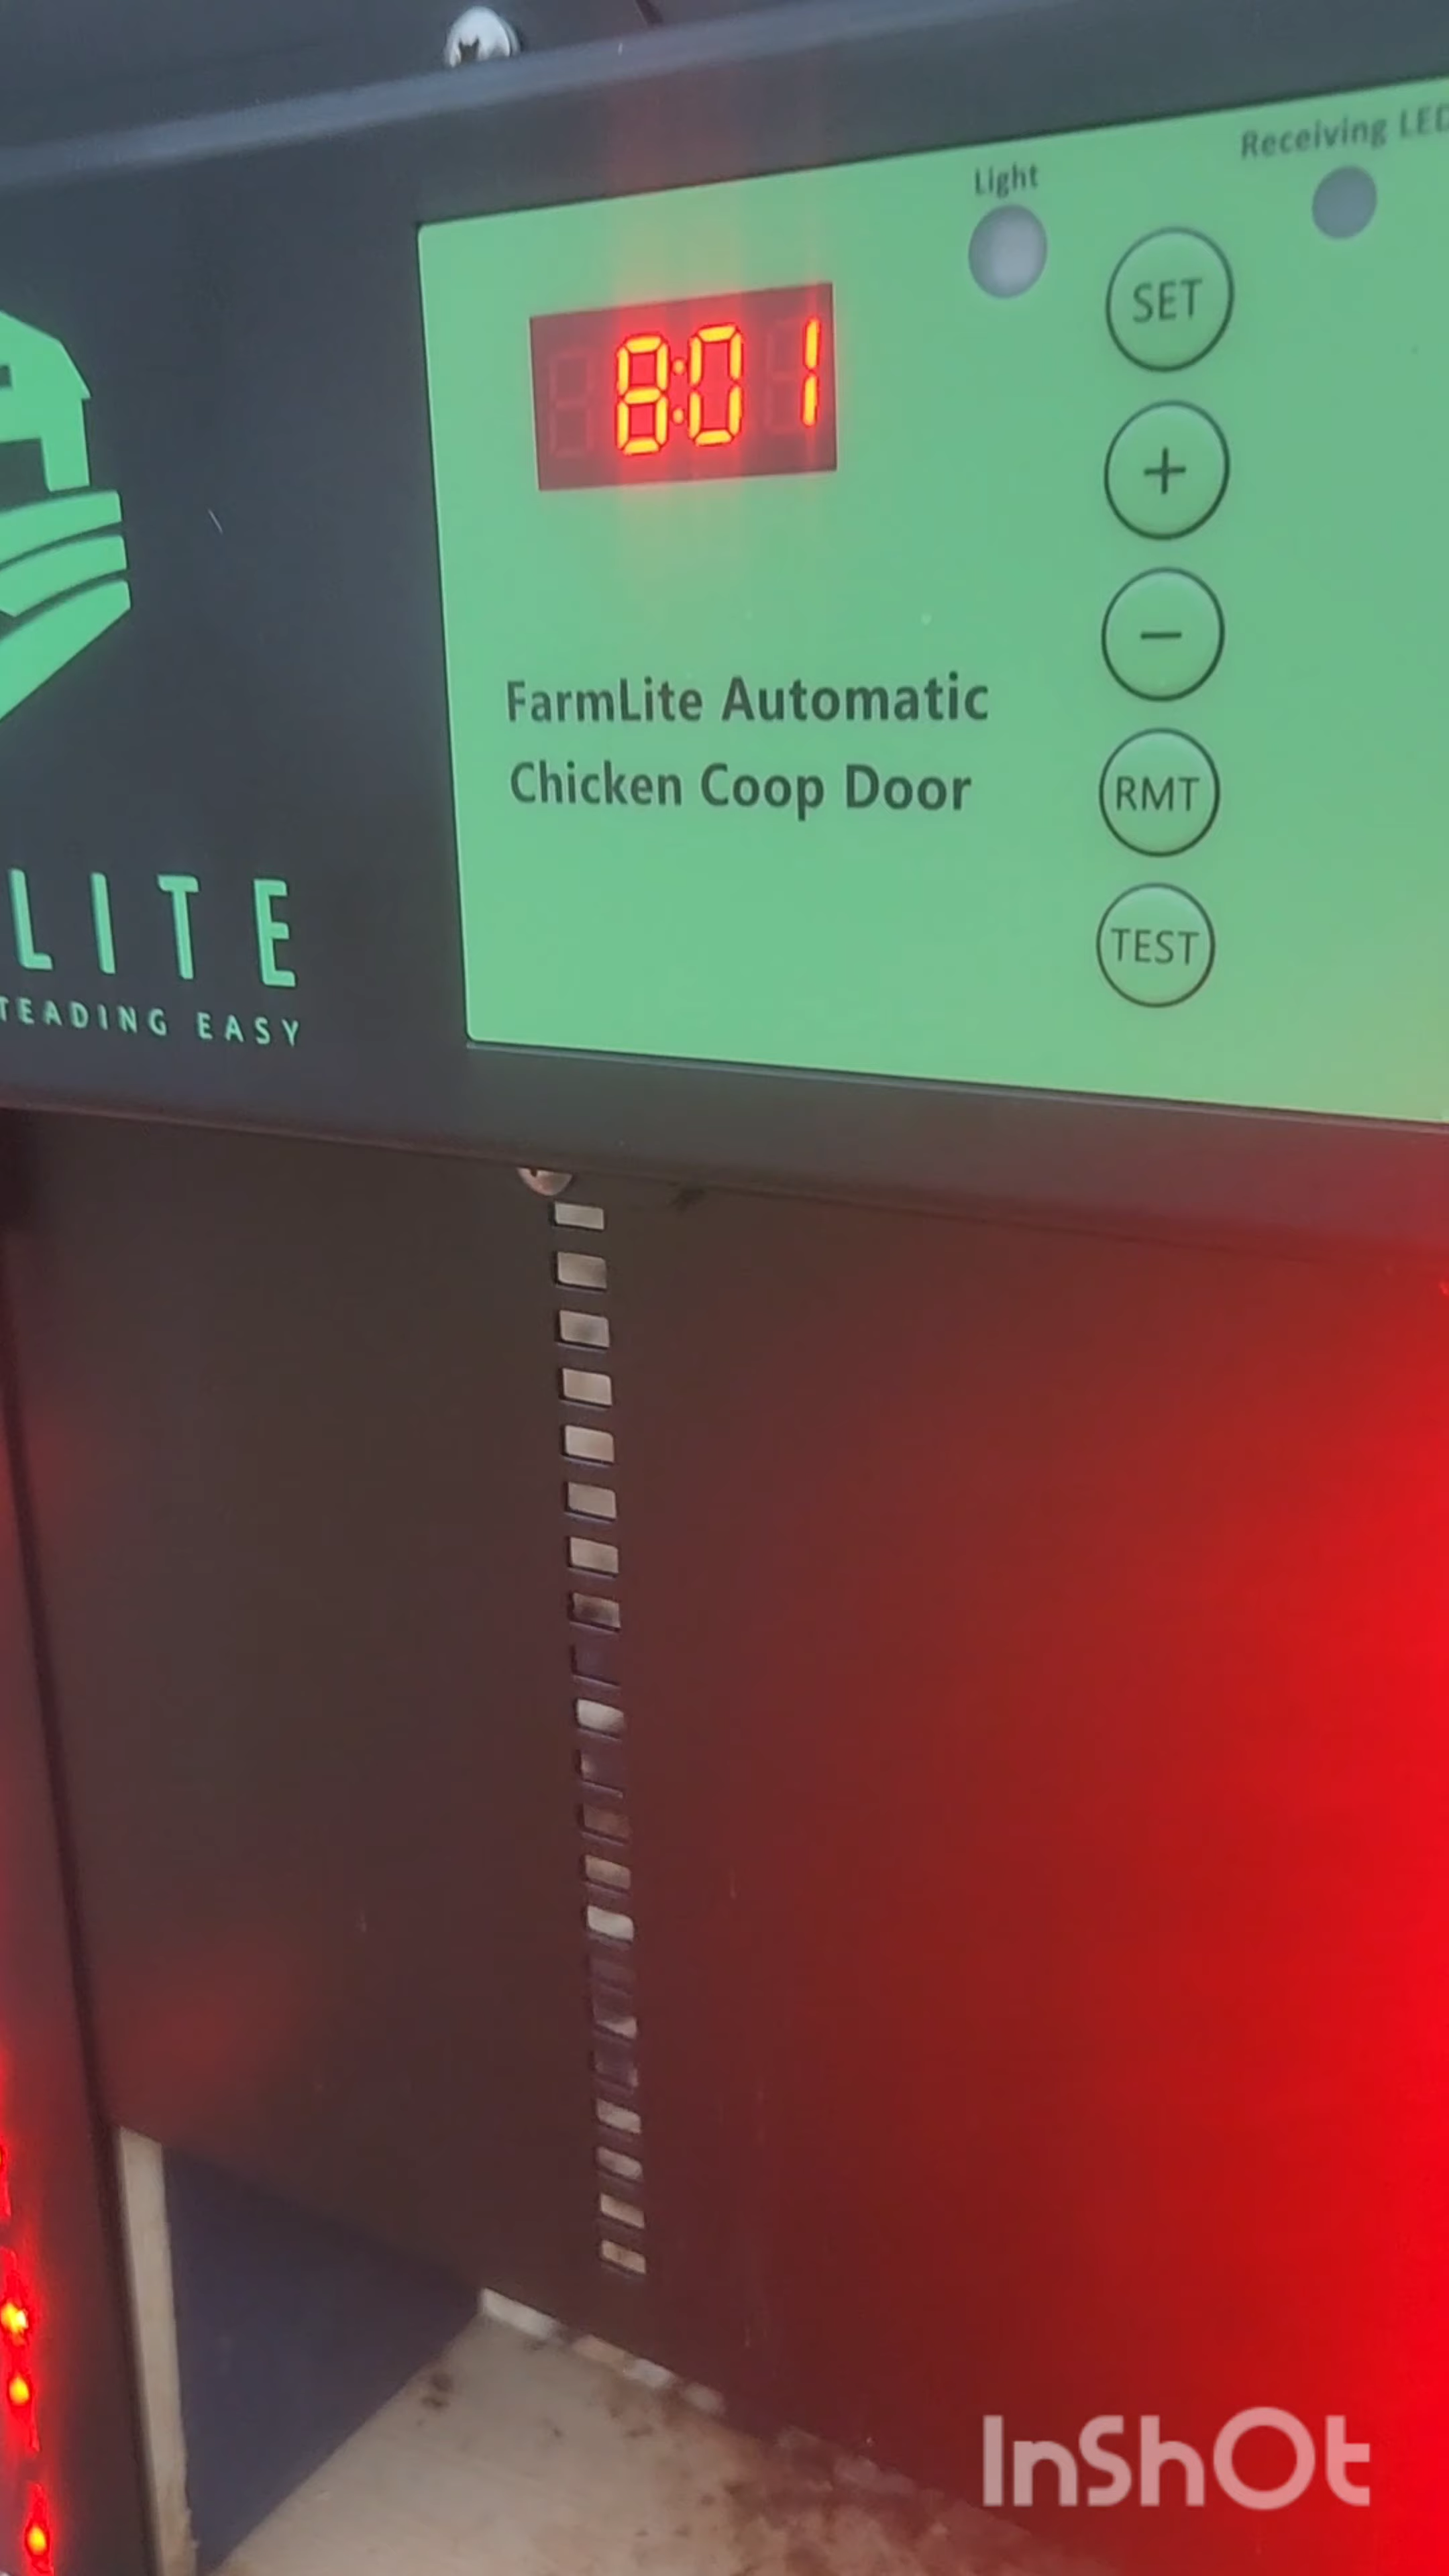 Receiving LED
Light
8:01
SET
+
−
FarmLite Automatic
Chicken Coop Door
RMT
TEST
LITE
TEADING EASY
InShOt